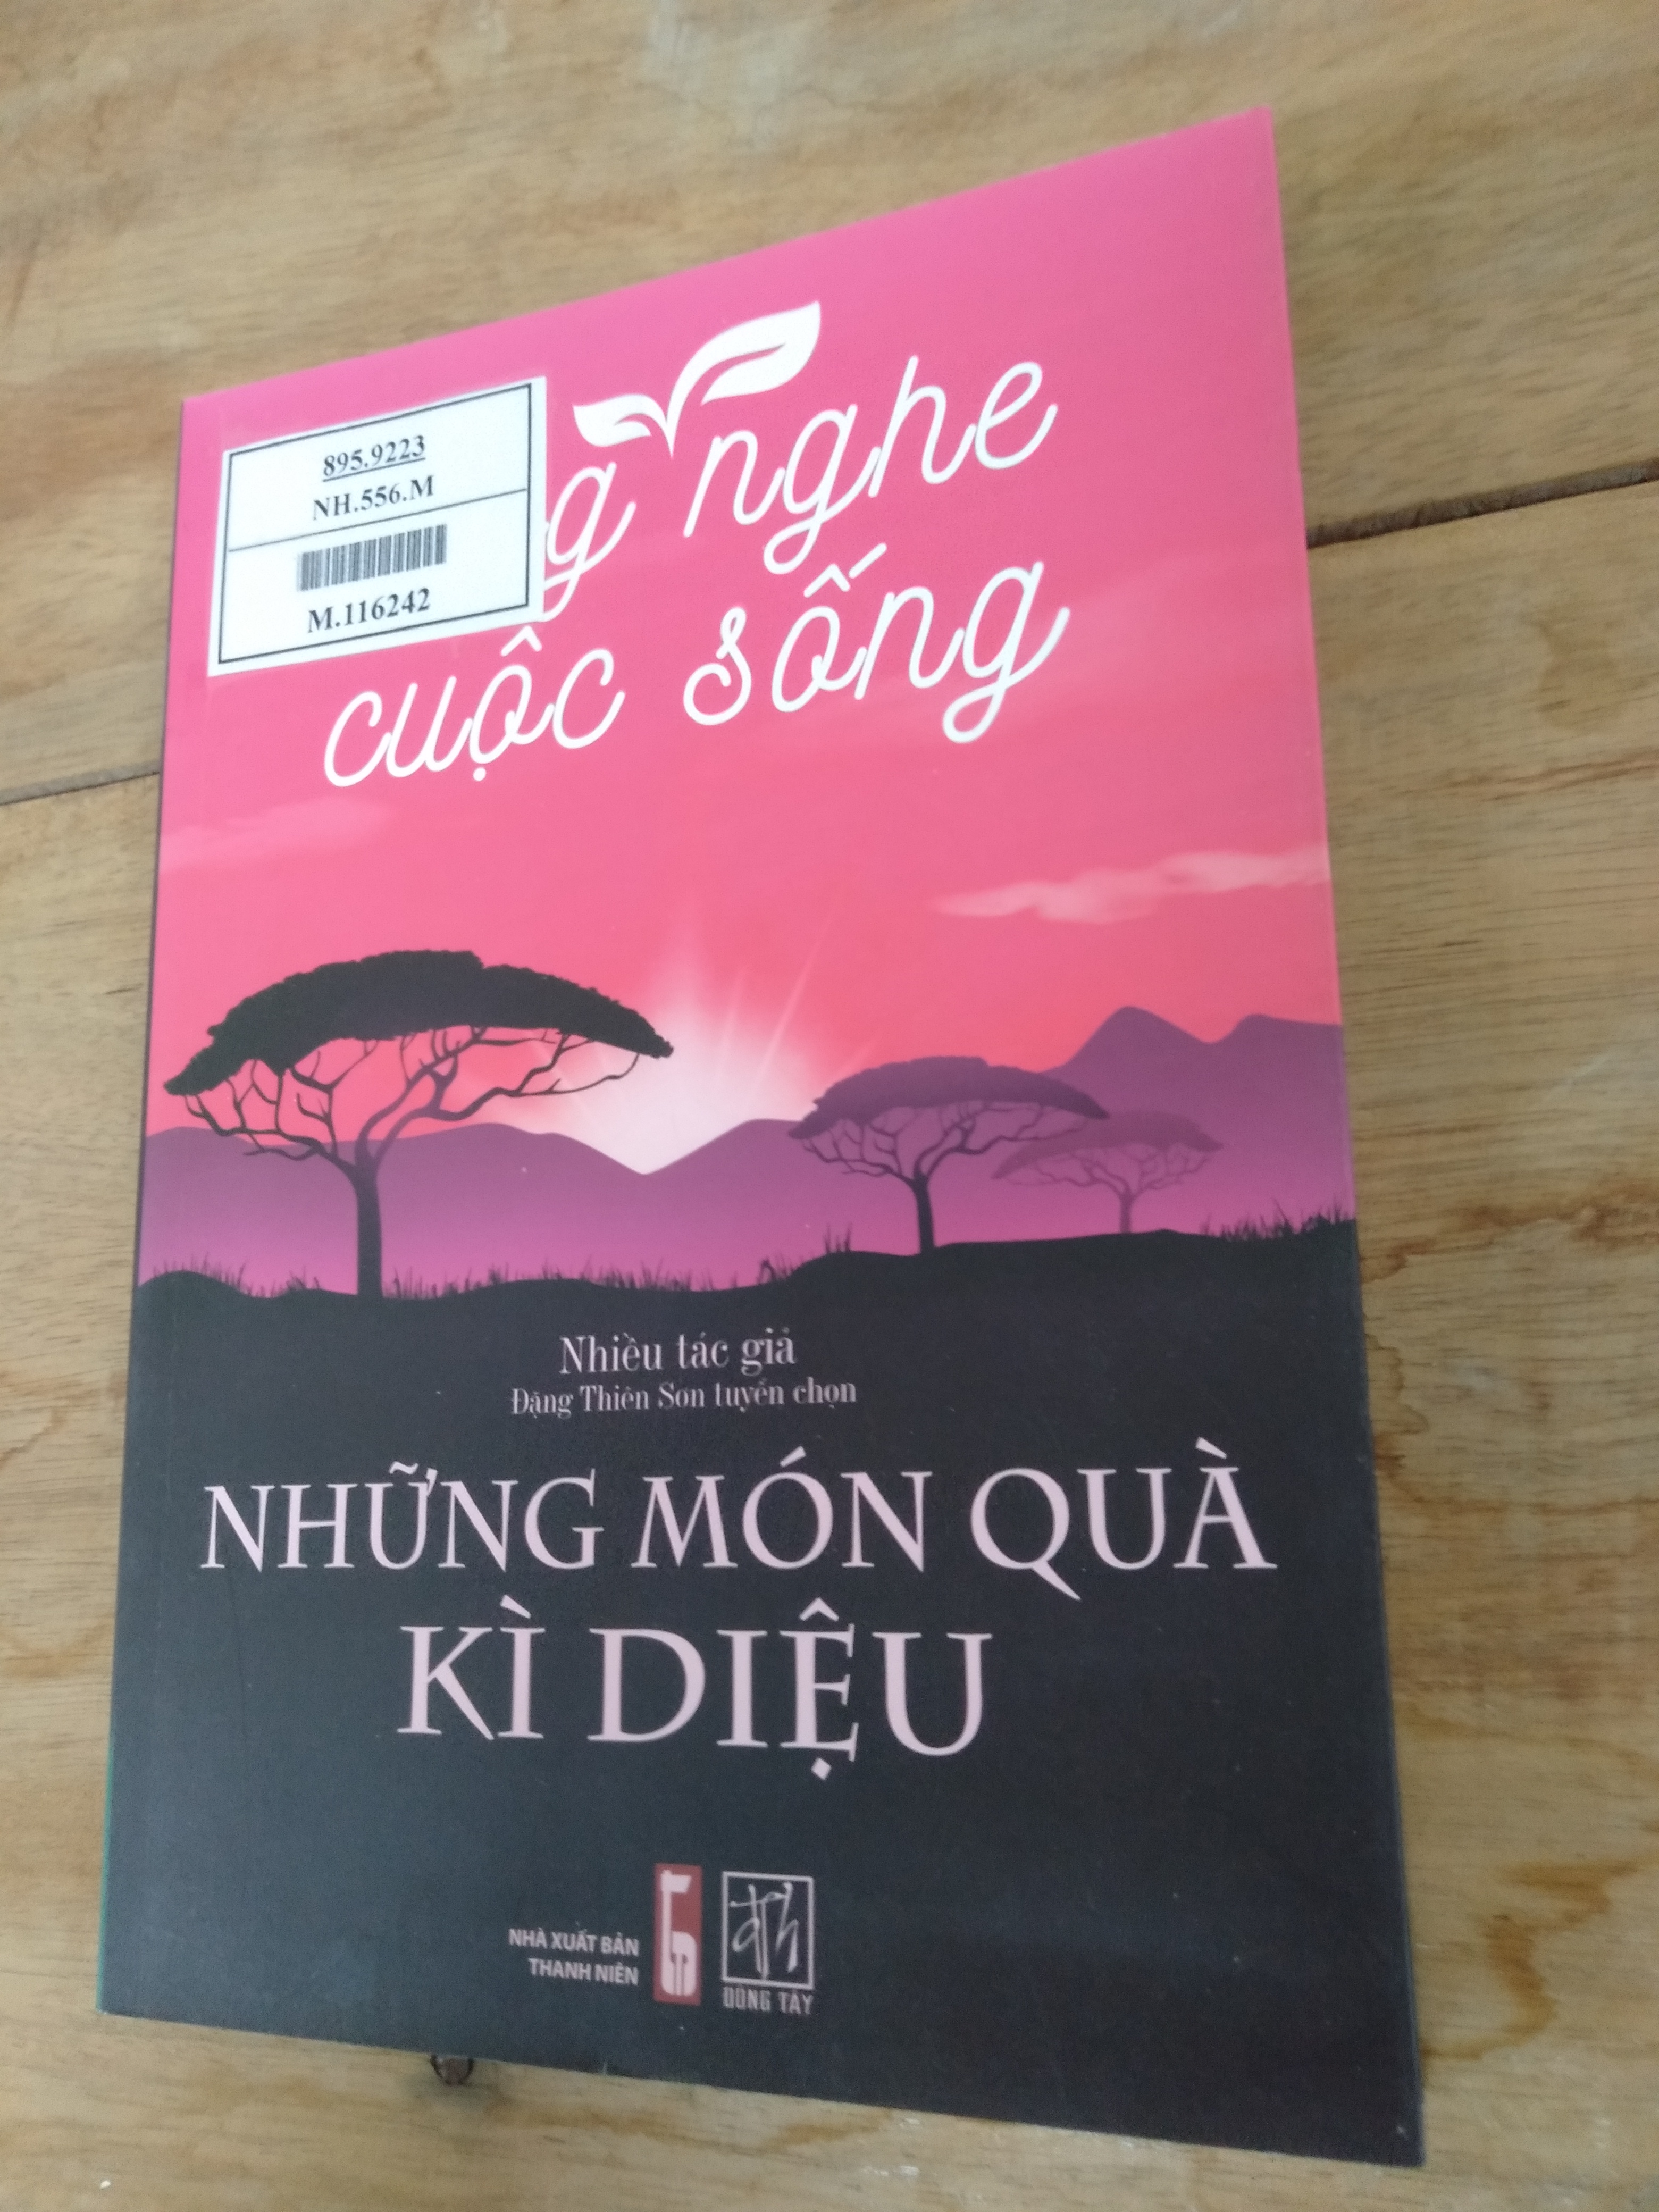 895.9223
NH.556.M
M.116242
nghe
cuộc sống
Nhiều tác giả
Đặng Thiên Sơn tuyển chọn
NHỮNG MÓN QUÀ
KÌ DIỆU
NHÀ XUẤT BẢN
THANH NIÊN
ĐÔNG TÂY